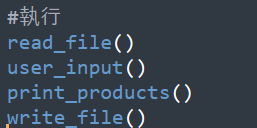 #執行
read_file()
user_input()
print_products()
write_file()